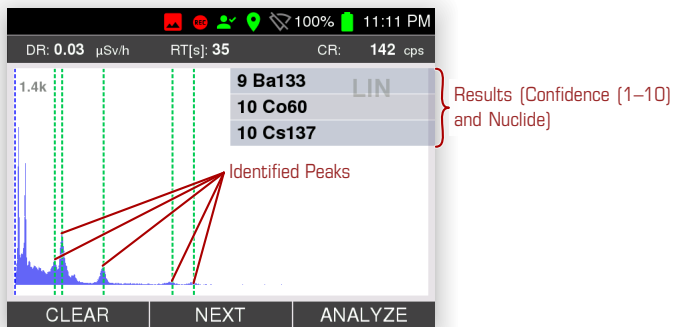 REC 100% 11:11 PM
DR: 0.03 µSv/h RT[s]: 35 CR: 142 cps
1.4k
LIN
9 Ba133
10 Co60
10 Cs137
Results (Confidence (1–10)
and Nuclide)
Identified Peaks
CLEAR NEXT ANALYZE